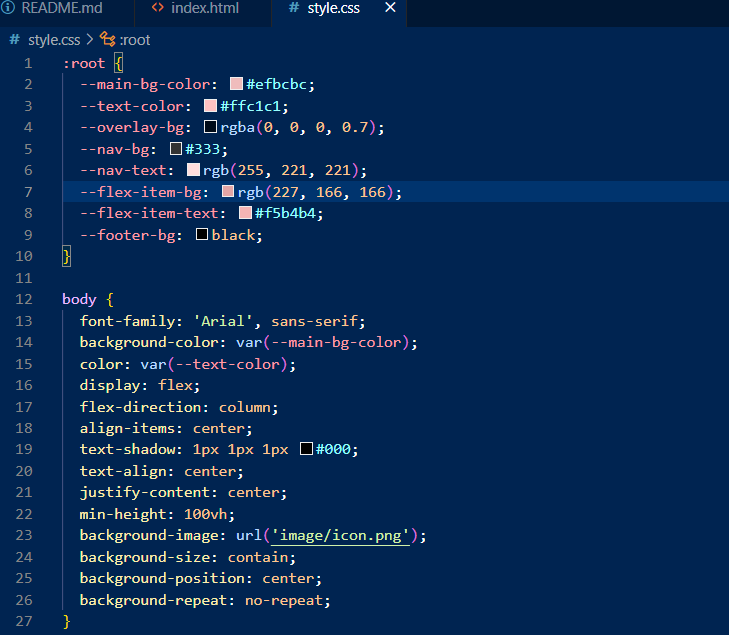 README.md index.html style.css
style.css > :root
1 :root {
2 --main-bg-color: #efbcbc;
3 --text-color: #ffc1c1;
4 --overlay-bg: rgba(0, 0, 0, 0.7);
5 --nav-bg: #333;
6 --nav-text: rgb(255, 221, 221);
7 --flex-item-bg: rgb(227, 166, 166);
8 --flex-item-text: #f5b4b4;
9 --footer-bg: black;
10 }
11
12 body {
13 font-family: 'Arial', sans-serif;
14 background-color: var(--main-bg-color);
15 color: var(--text-color);
16 display: flex;
17 flex-direction: column;
18 align-items: center;
19 text-shadow: 1px 1px 1px #000;
20 text-align: center;
21 justify-content: center;
22 min-height: 100vh;
23 background-image: url('image/icon.png');
24 background-size: contain;
25 background-position: center;
26 background-repeat: no-repeat;
27 }